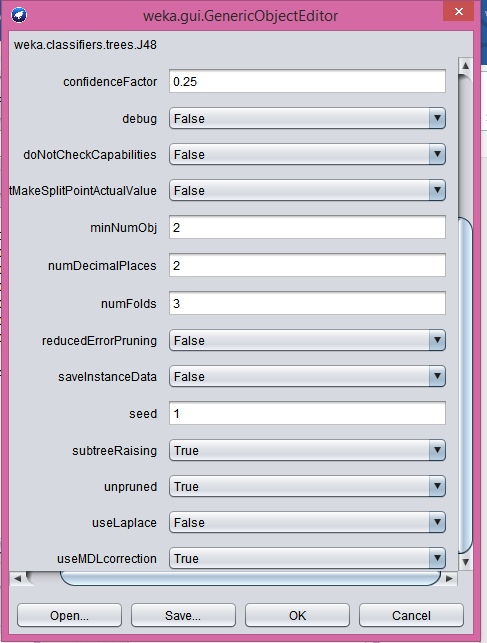 weka.gui.GenericObjectEditor
weka.classifiers.trees.J48
confidenceFactor 0.25
debug False
doNotCheckCapabilities False
tMakeSplitPointActualValue False
minNumObj 2
numDecimalPlaces 2
numFolds 3
reducedErrorPruning False
saveInstanceData False
seed 1
subtreeRaising True
unpruned True
useLaplace False
useMDLcorrection True
Open... Save... OK Cancel